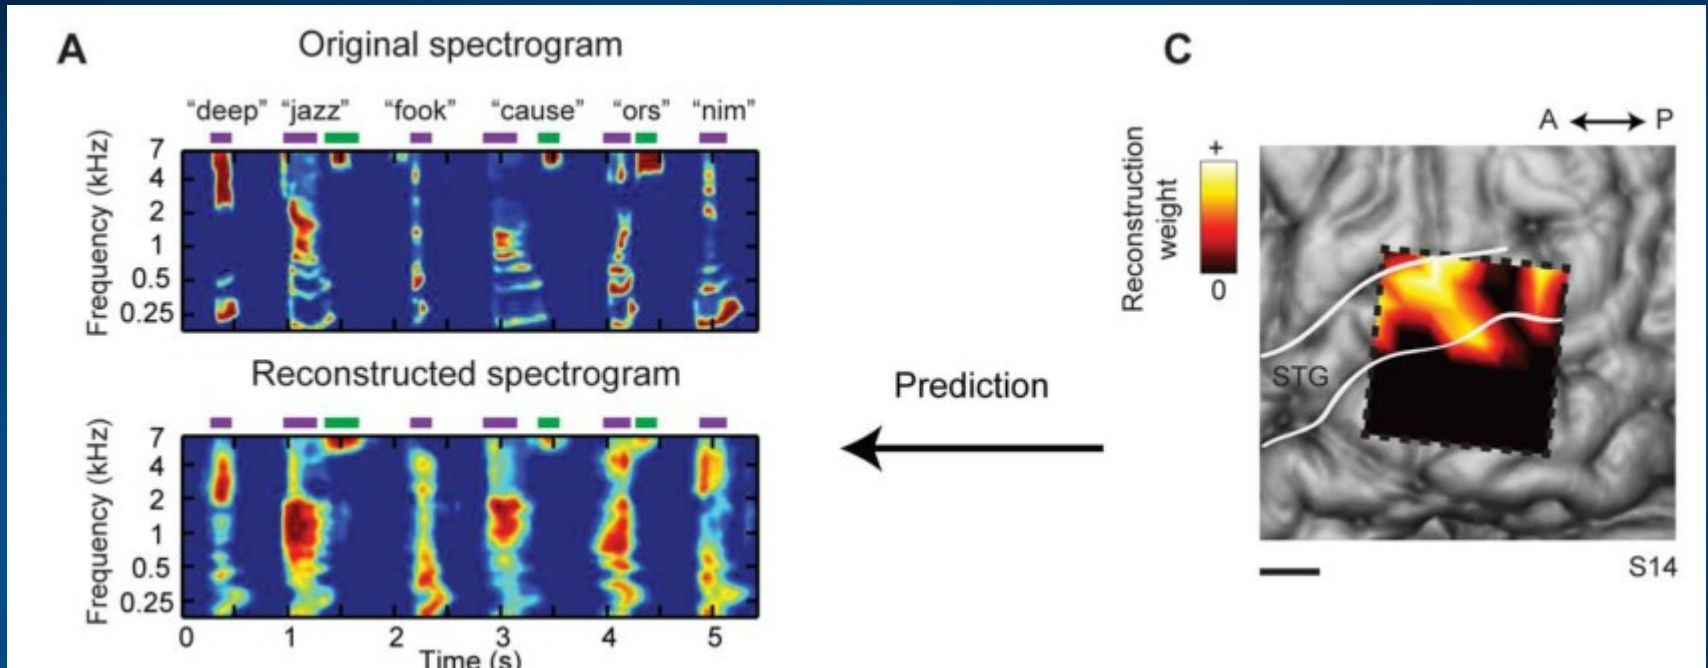 A
Original spectrogram
“deep” “jazz” “fook” “cause” “ors” “nim”
Frequency (kHz)
7
4
2
1
0.5
0.25
Reconstructed spectrogram
Frequency (kHz)
7
4
2
1
0.5
0.25
0 1 2 3 4 5
Time (s)
Prediction
C
A P
Reconstruction
weight
+
0
STG
S14